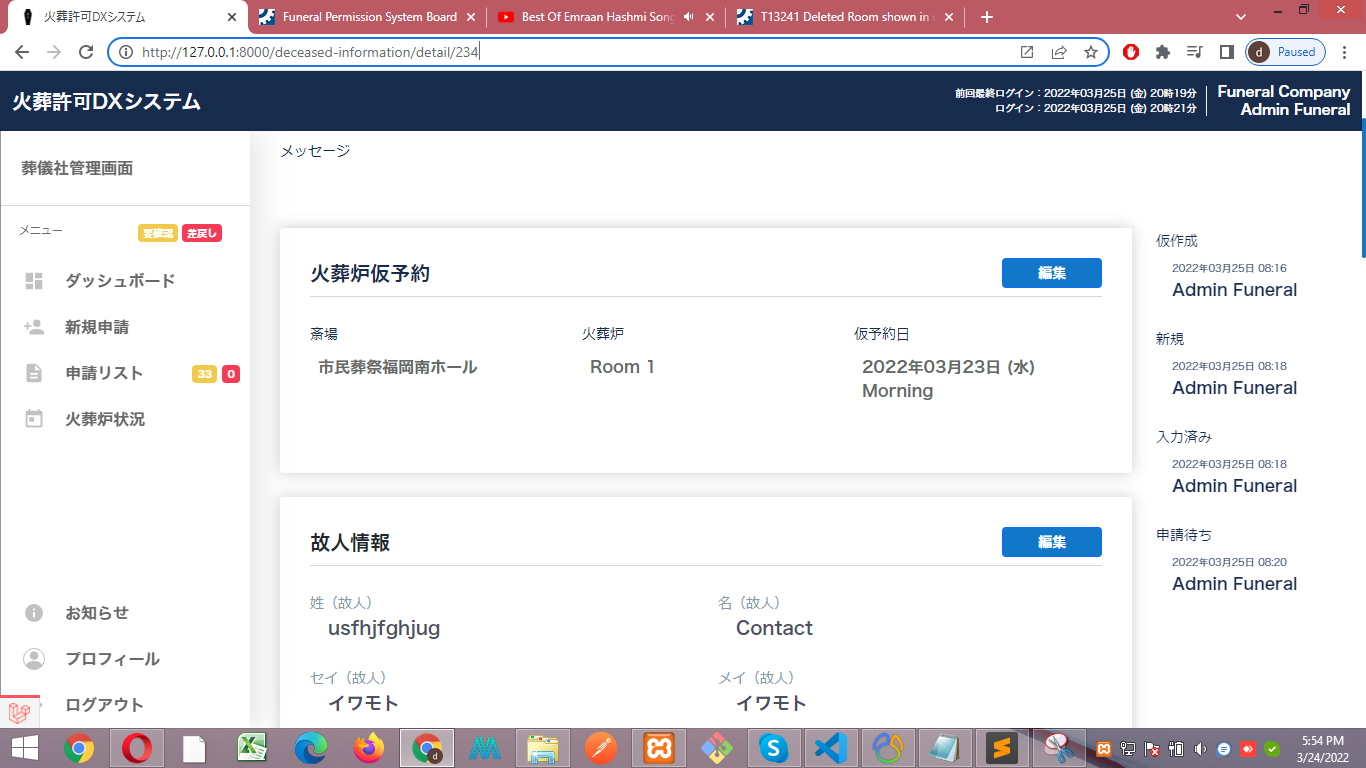 火葬許可DXシステム
Funeral Permission System Board
Best Of Emraan Hashmi Song
T13241 Deleted Room shown in
http://127.0.0.1:8000/deceased-information/detail/234
d
Paused
火葬許可DXシステム
前回最終ログイン：2022年03月25日 (金) 20時19分
ログイン：2022年03月25日 (金) 20時21分
Funeral Company
Admin Funeral
葬儀社管理画面
メニュー
要確認 差戻し
ダッシュボード
新規申請
申請リスト
33 0
火葬炉状況
お知らせ
プロフィール
ログアウト
メッセージ
火葬炉仮予約
編集
斎場
火葬炉
仮予約日
市民葬祭福岡南ホール
Room 1
2022年03月23日 (水)
Morning
故人情報
編集
姓（故人）
名（故人）
usfhjfghjug
Contact
セイ（故人）
メイ（故人）
イワモト
イワモト
仮作成
2022年03月25日 08:16
Admin Funeral
新規
2022年03月25日 08:18
Admin Funeral
入力済み
2022年03月25日 08:18
Admin Funeral
申請待ち
2022年03月25日 08:20
Admin Funeral
5:54 PM
3/24/2022